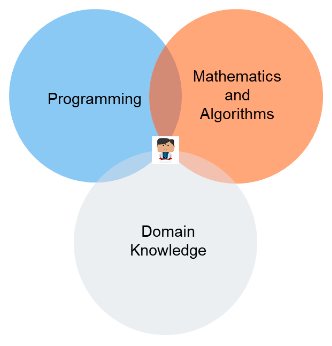 Programming
Mathematics
and
Algorithms
Domain
Knowledge